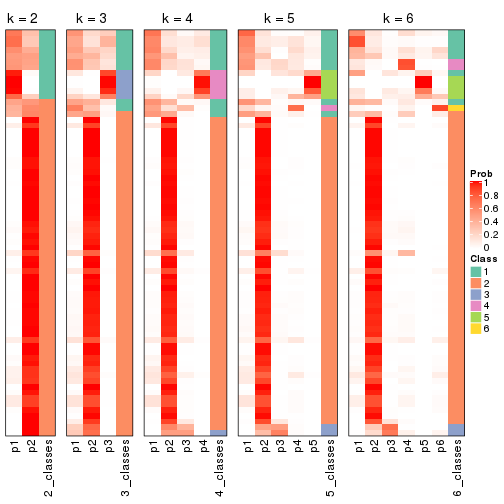 k = 2
k = 3
k = 4
k = 5
k = 6
Prob
1
0.8
0.6
0.4
0.2
0
Class
1
2
3
4
5
6
p1
p2
2_classes
p1
p2
p3
3_classes
p1
p2
p3
p4
4_classes
p1
p2
p3
p4
p5
5_classes
p1
p2
p3
p4
p5
p6
6_classes